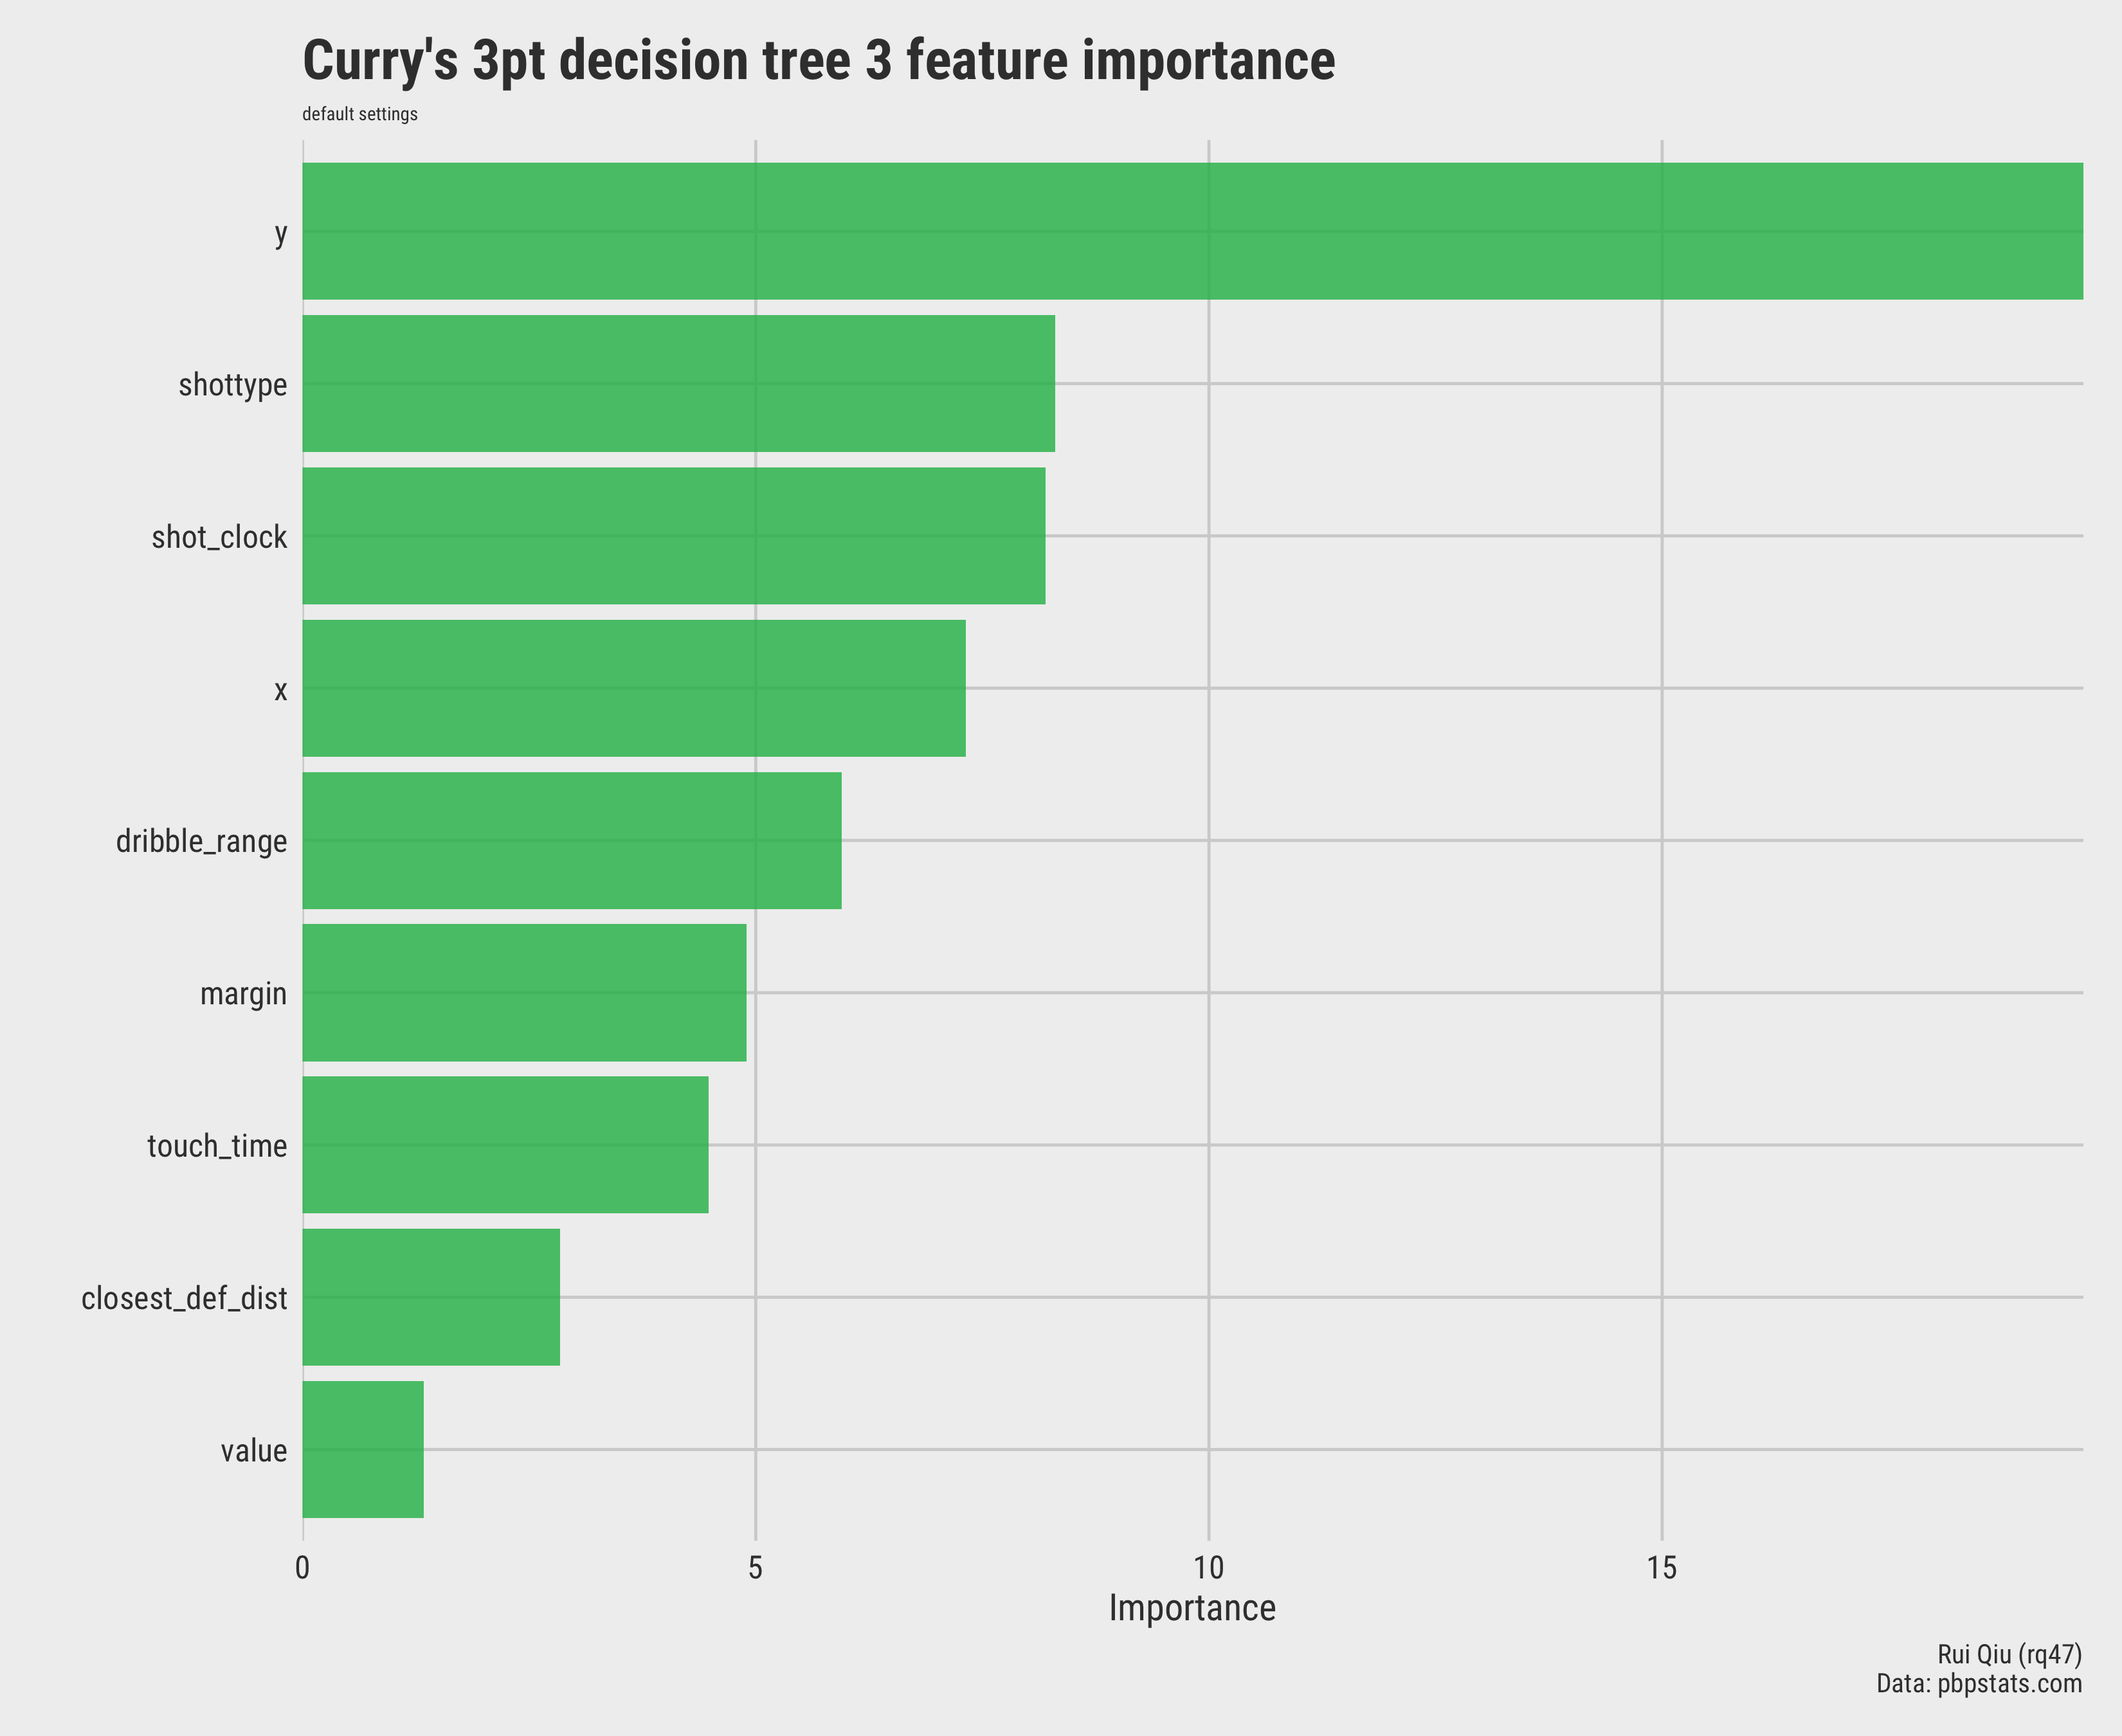 Curry's 3pt decision tree 3 feature importance
default settings
y
shottype
shot_clock
x
dribble_range
margin
touch_time
closest_def_dist
value
0 5 10 15
Importance
Rui Qiu (rq47)
Data: pbpstats.com